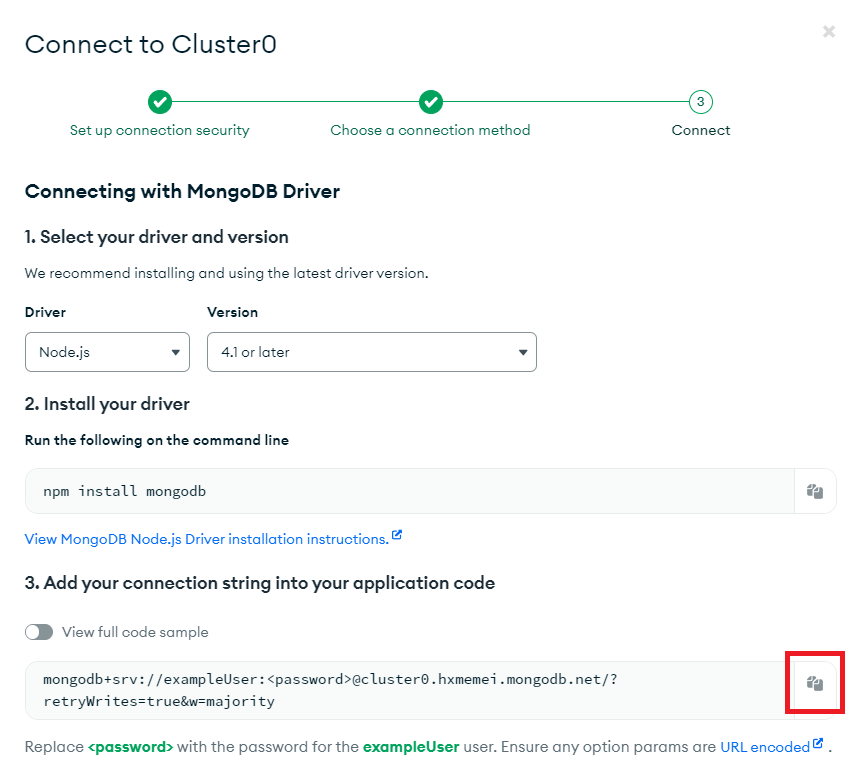 Connect to Cluster0
3
Set up connection security
Choose a connection method
Connect
Connecting with MongoDB Driver
1. Select your driver and version
We recommend installing and using the latest driver version.
Driver
Version
Node.js
4.1 or later
2. Install your driver
Run the following on the command line
npm install mongodb
View MongoDB Node.js Driver installation instructions.
3. Add your connection string into your application code
View full code sample
mongodb+srv://exampleUser:<password>@cluster0.hxmemei.mongodb.net/?
retryWrites=true&w=majority
Replace <password> with the password for the exampleUser user. Ensure any option params are URL encoded .